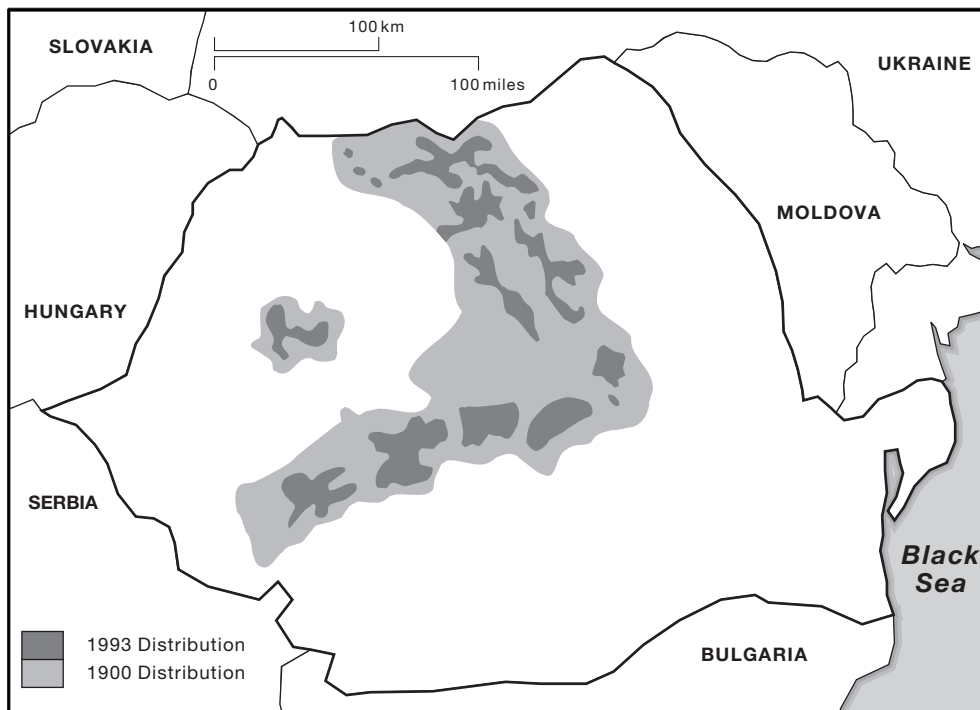 SLOVAKIA
100 km
0
100 miles
UKRAINE
MOLDOVA
HUNGARY
SERBIA
Black
Sea
1993 Distribution
1900 Distribution
BULGARIA